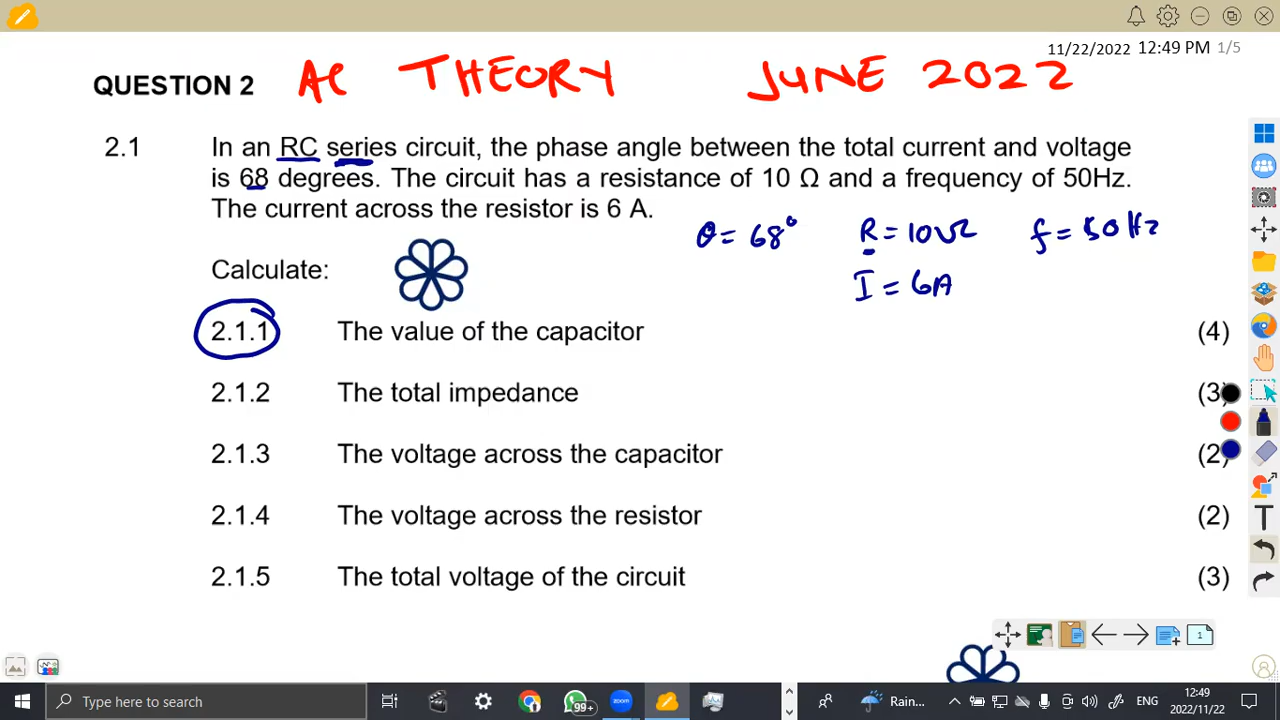 11/22/2022 12:49 PM 1/5
QUESTION 2 AC THEORY JUNE 2022
2.1 In an RC series circuit, the phase angle between the total current and voltage
is 68 degrees. The circuit has a resistance of 10 Ω and a frequency of 50Hz.
The current across the resistor is 6 A.
θ = 68° R = 10Ω f = 50Hz
Calculate:
I = 6A
2.1.1 The value of the capacitor (4)
2.1.2 The total impedance (3)
2.1.3 The voltage across the capacitor (2)
2.1.4 The voltage across the resistor (2)
2.1.5 The total voltage of the circuit (3)
T
1
Type here to search
99+
Rain...
ENG
12:49
2022/11/22